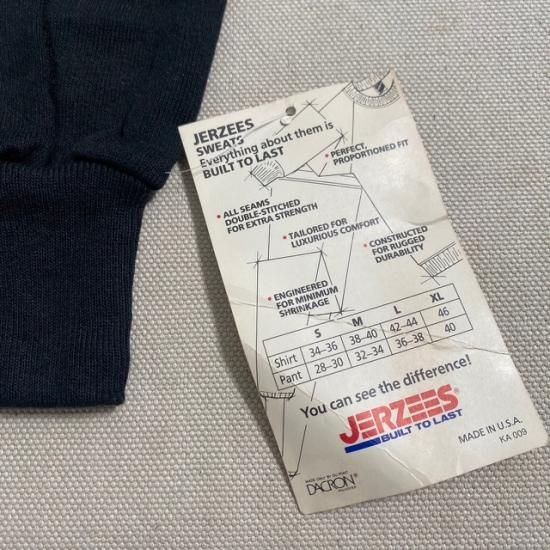 JERZEES
SWEATS
Everything about them is
BUILT TO LAST
• PERFECT,
PROPORTIONED FIT
• ALL SEAMS
DOUBLE-STITCHED
FOR EXTRA STRENGTH
• TAILORED FOR
LUXURIOUS COMFORT
• CONSTRUCTED
FOR RUGGED
DURABILITY
• ENGINEERED
FOR MINIMUM
SHRINKAGE
S M L XL
Shirt 34–36 38–40 42–44 46
Pant 28–30 32–34 36–38 40
You can see the difference!
JERZEES®
BUILT TO LAST
MADE IN U.S.A.
KA 009
DACRON®